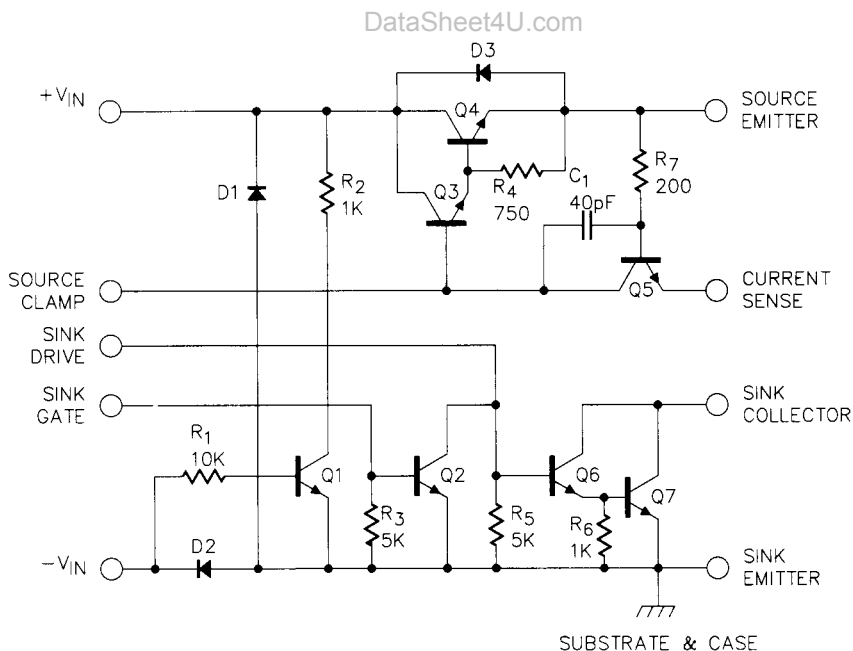 DataSheet4U.com
D3
+VIN
Q4
SOURCE
EMITTER
R2
1K
D1
Q3
R4
750
C1
40pF
R7
200
SOURCE
CLAMP
Q5
CURRENT
SENSE
SINK
DRIVE
SINK
GATE
SINK
COLLECTOR
R1
10K
Q1
Q2
Q6
Q7
R3
5K
R5
5K
R6
1K
D2
-VIN
SINK
EMITTER
SUBSTRATE & CASE